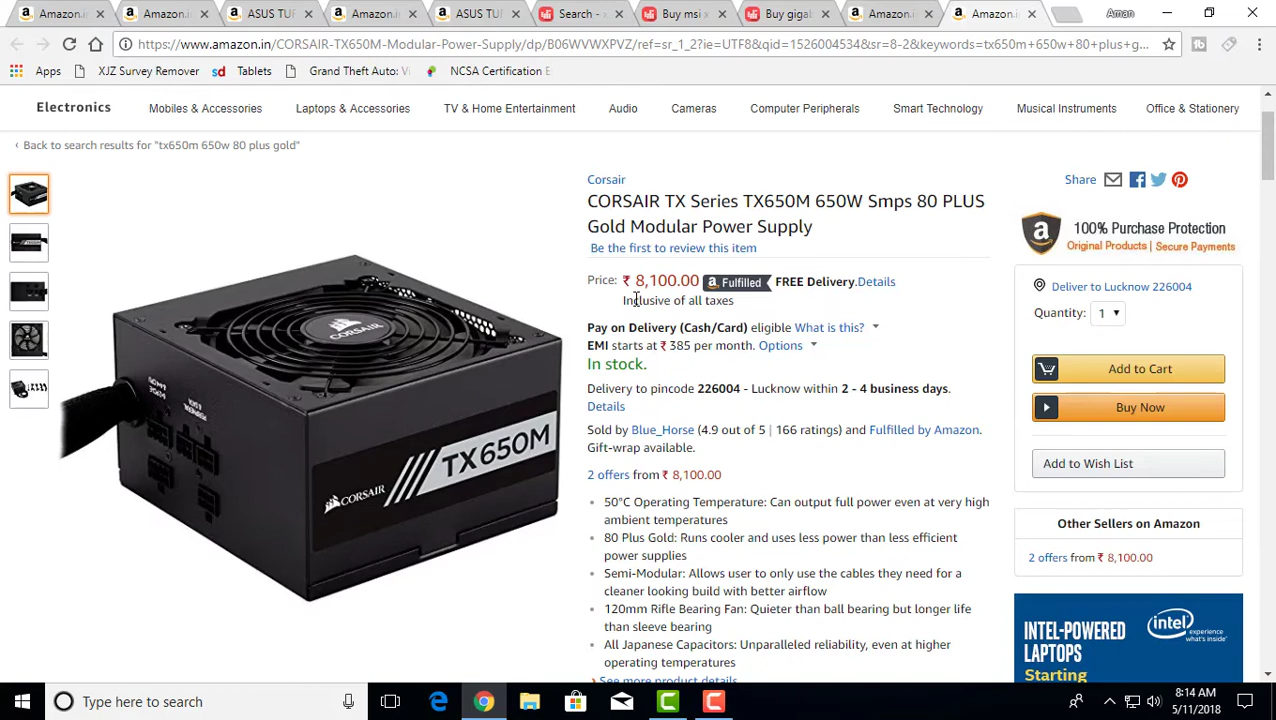 Amazon.in
Amazon.in
ASUS TUF
Amazon.in
ASUS TUF
Search -
Buy msi
Buy gigab
Amazon.in
Amazon.in
Aman
https://www.amazon.in/CORSAIR-TX650M-Modular-Power-Supply/dp/B06WVWXPVZ/ref=sr_1_2?ie=UTF8&qid=1526004534&sr=8-2&keywords=tx650m+650w+80+plus+g...
Apps
XJZ Survey Remover
sd Tablets
Grand Theft Auto: Vi
NCSA Certification E
Electronics
Mobiles & Accessories
Laptops & Accessories
TV & Home Entertainment
Audio
Cameras
Computer Peripherals
Smart Technology
Musical Instruments
Office & Stationery
‹ Back to search results for "tx650m 650w 80 plus gold"
Corsair
CORSAIR TX Series TX650M 650W Smps 80 PLUS
Gold Modular Power Supply
Be the first to review this item
Price: ₹ 8,100.00 Fulfilled FREE Delivery. Details
Inclusive of all taxes
Pay on Delivery (Cash/Card) eligible What is this?
EMI starts at ₹ 385 per month. Options
In stock.
Delivery to pincode 226004 - Lucknow within 2 - 4 business days.
Details
Sold by Blue_Horse (4.9 out of 5 | 166 ratings) and Fulfilled by Amazon.
Gift-wrap available.
2 offers from ₹ 8,100.00
• 50°C Operating Temperature: Can output full power even at very high
ambient temperatures
• 80 Plus Gold: Runs cooler and uses less power than less efficient
power supplies
• Semi-Modular: Allows user to only use the cables they need for a
cleaner looking build with better airflow
• 120mm Rifle Bearing Fan: Quieter than ball bearing but longer life
than sleeve bearing
• All Japanese Capacitors: Unparalleled reliability, even at higher
operating temperatures
› See more product details
CORSAIR
CORSAIR TX650M
Share
100% Purchase Protection
Original Products | Secure Payments
Deliver to Lucknow 226004
Quantity: 1
Add to Cart
Buy Now
Add to Wish List
Other Sellers on Amazon
2 offers from ₹ 8,100.00
INTEL-POWERED
LAPTOPS
Starting
intel
experience
what's inside
Type here to search
8:14 AM
5/11/2018